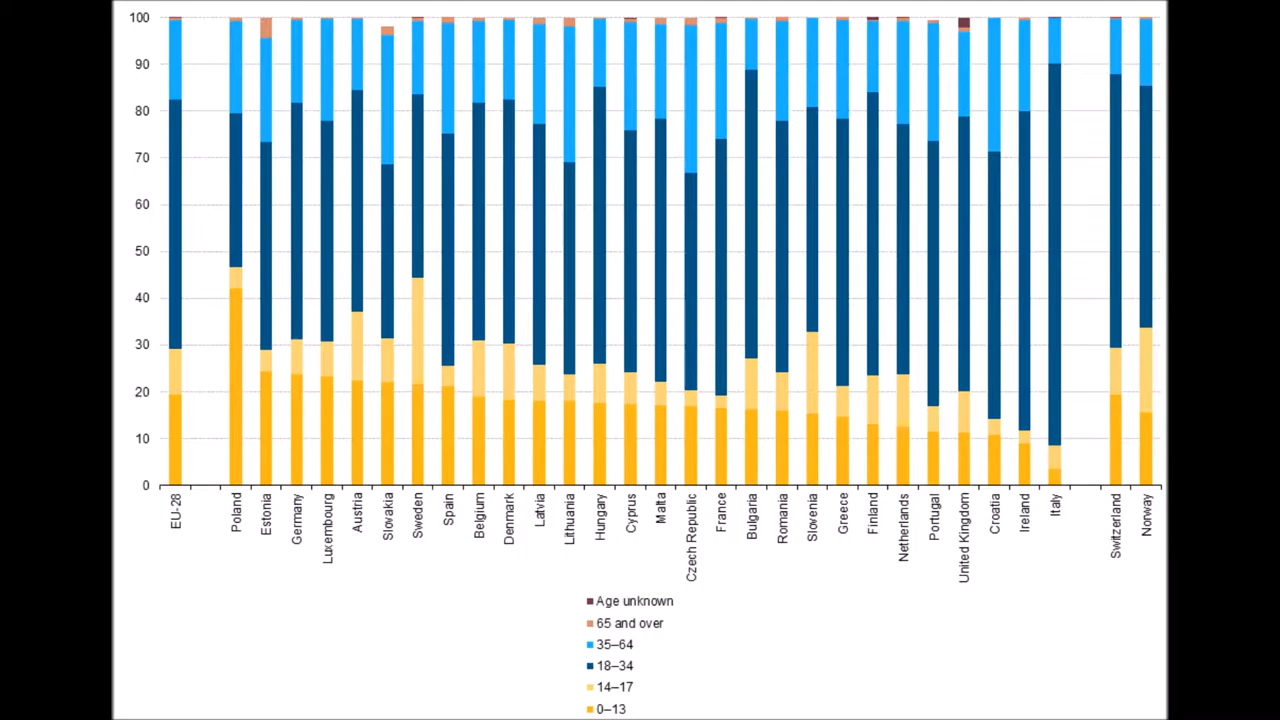 100
90
80
70
60
50
40
30
20
10
0
EU-28
Poland
Estonia
Germany
Luxembourg
Austria
Slovakia
Sweden
Spain
Belgium
Denmark
Latvia
Lithuania
Hungary
Cyprus
Malta
Czech Republic
France
Bulgaria
Romania
Slovenia
Greece
Finland
Netherlands
Portugal
United Kingdom
Croatia
Ireland
Italy
Switzerland
Norway
Age unknown
65 and over
35–64
18–34
14–17
0–13